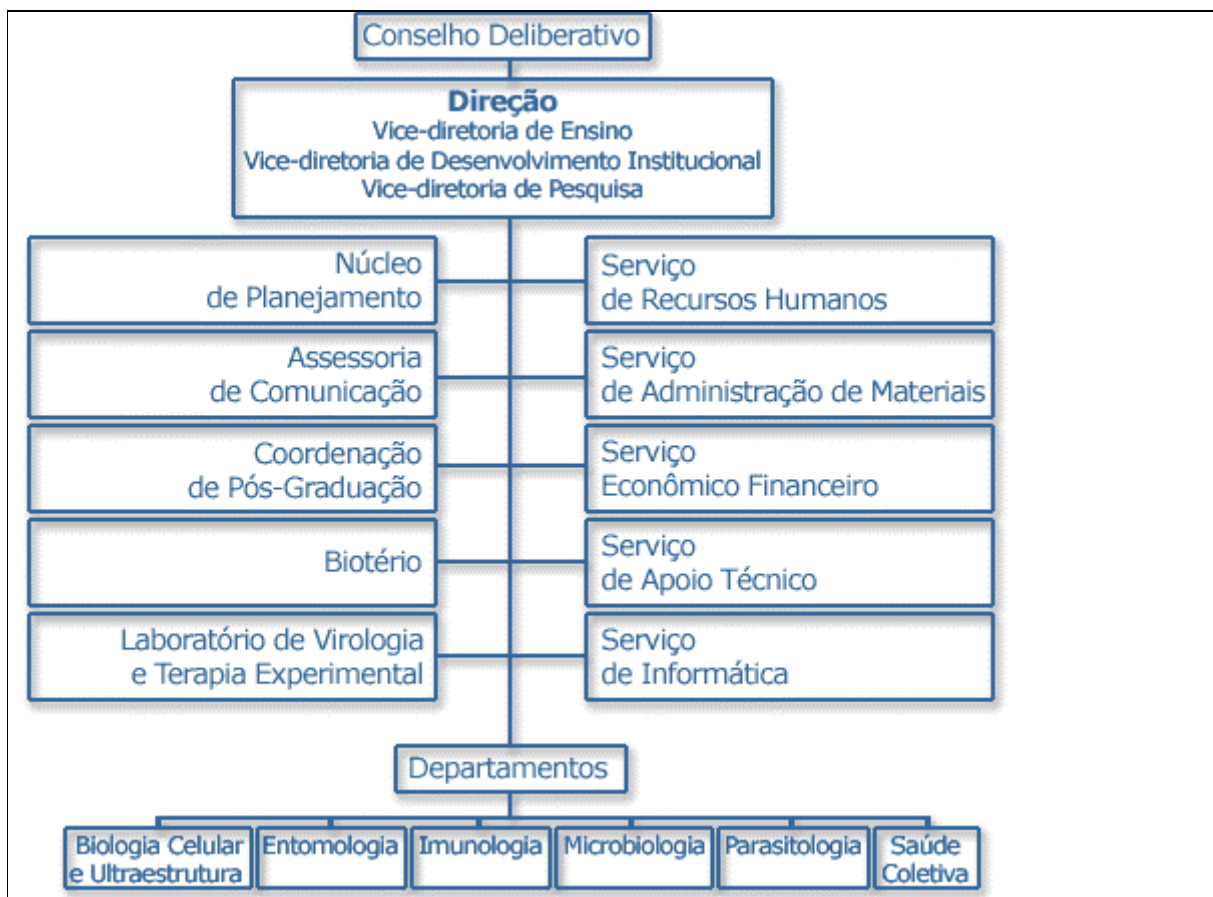 Conselho Deliberativo
Direção
Vice-diretoria de Ensino
Vice-diretoria de Desenvolvimento Institucional
Vice-diretoria de Pesquisa
Núcleo
de Planejamento
Serviço
de Recursos Humanos
Assessoria
de Comunicação
Serviço
de Administração de Materiais
Coordenação
de Pós-Graduação
Serviço
Econômico Financeiro
Biotério
Serviço
de Apoio Técnico
Laboratório de Virologia
e Terapia Experimental
Serviço
de Informática
Departamentos
Biologia Celular
e Ultraestrutura
Entomologia
Imunologia
Microbiologia
Parasitologia
Saúde
Coletiva